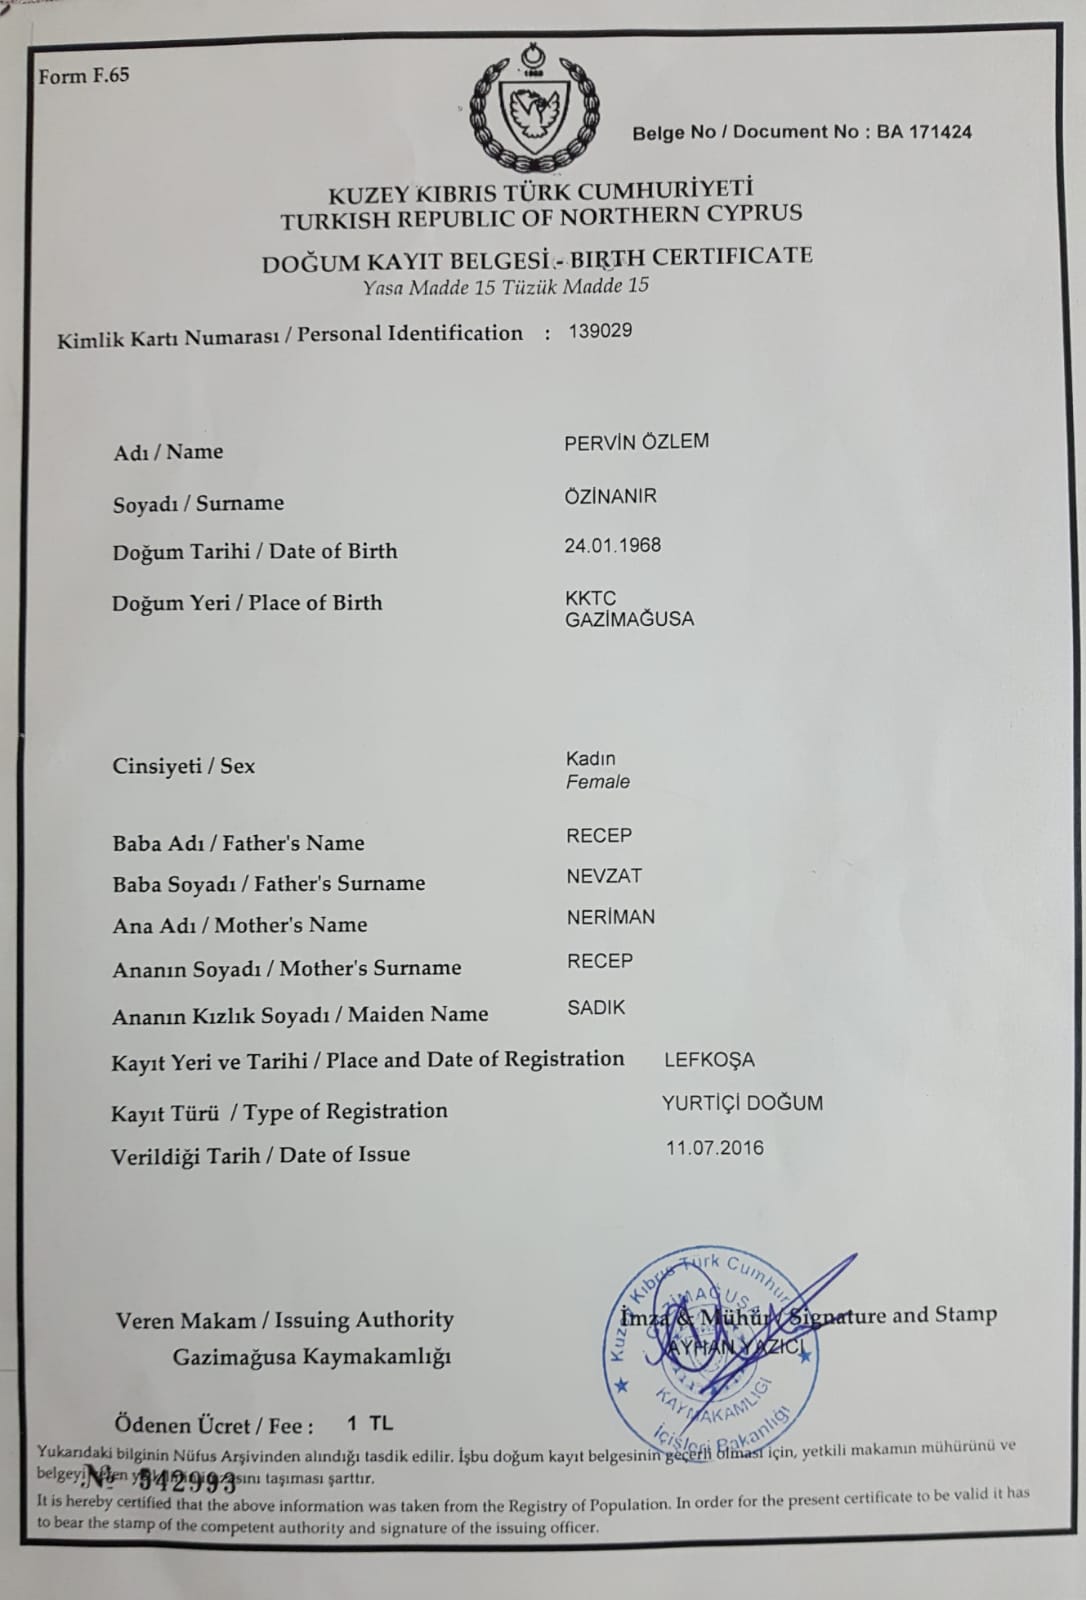 Form F.65
Belge No / Document No : BA 171424
KUZEY KIBRIS TÜRK CUMHURİYETİ
TURKISH REPUBLIC OF NORTHERN CYPRUS
DOĞUM KAYIT BELGESİ - BIRTH CERTIFICATE
Yasa Madde 15 Tüzük Madde 15
Kimlik Kartı Numarası / Personal Identification : 139029
Adı / Name PERVİN ÖZLEM
Soyadı / Surname ÖZİNANIR
Doğum Tarihi / Date of Birth 24.01.1968
Doğum Yeri / Place of Birth KKTC
GAZİMAĞUSA
Cinsiyeti / Sex Kadın
Female
Baba Adı / Father's Name RECEP
Baba Soyadı / Father's Surname NEVZAT
Ana Adı / Mother's Name NERİMAN
Ananın Soyadı / Mother's Surname RECEP
Ananın Kızlık Soyadı / Maiden Name SADIK
Kayıt Yeri ve Tarihi / Place and Date of Registration LEFKOŞA
Kayıt Türü / Type of Registration YURTİÇİ DOĞUM
Verildiği Tarih / Date of Issue 11.07.2016
Veren Makam / Issuing Authority
Gazimağusa Kaymakamlığı
İmza & Mühür / Signature and Stamp
AYHAN YAZICI
Kuzey Kıbrıs Türk Cumhur
GAZİMAĞUSA
KAYMAKAMLIĞI
İçişleri Bakanlığı
Ödenen Ücret / Fee : 1 TL
Yukarıdaki bilginin Nüfus Arşivinden alındığı tasdik edilir. İşbu doğum kayıt belgesinin geçerli olması için, yetkili makamın mühürünü ve
belgeyi taşıması şarttır.
№ 542993
It is hereby certified that the above information was taken from the Registry of Population. In order for the present certificate to be valid it has
to bear the stamp of the competent authority and signature of the issuing officer.